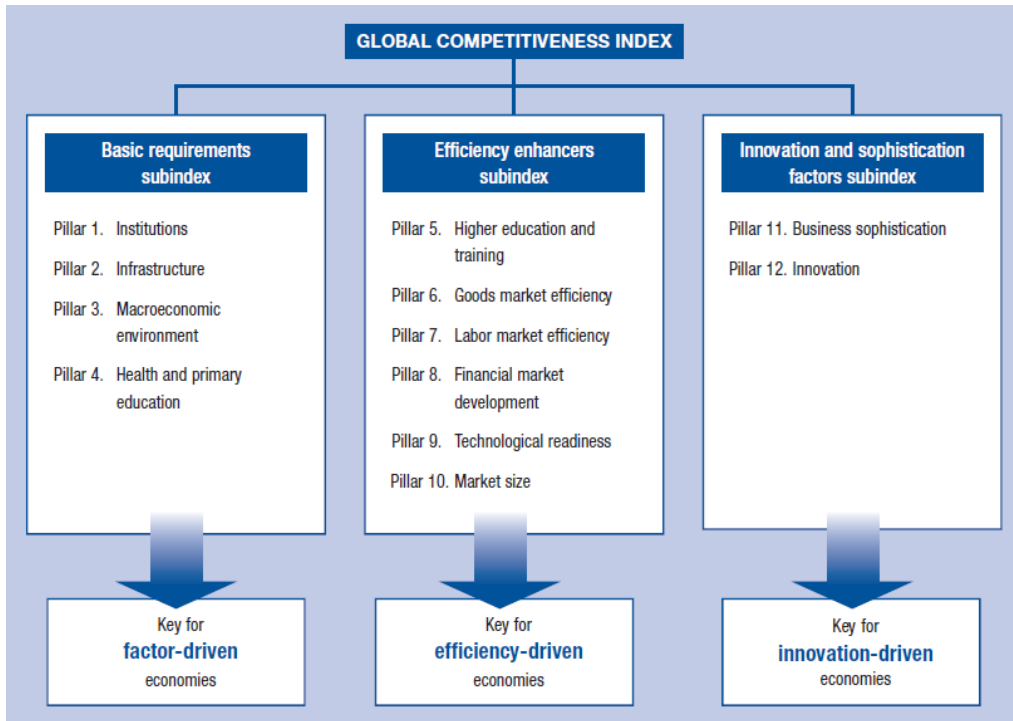 GLOBAL COMPETITIVENESS INDEX
Basic requirements
subindex
Pillar 1. Institutions
Pillar 2. Infrastructure
Pillar 3. Macroeconomic
environment
Pillar 4. Health and primary
education
Key for
factor-driven
economies
Efficiency enhancers
subindex
Pillar 5. Higher education and
training
Pillar 6. Goods market efficiency
Pillar 7. Labor market efficiency
Pillar 8. Financial market
development
Pillar 9. Technological readiness
Pillar 10. Market size
Key for
efficiency-driven
economies
Innovation and sophistication
factors subindex
Pillar 11. Business sophistication
Pillar 12. Innovation
Key for
innovation-driven
economies